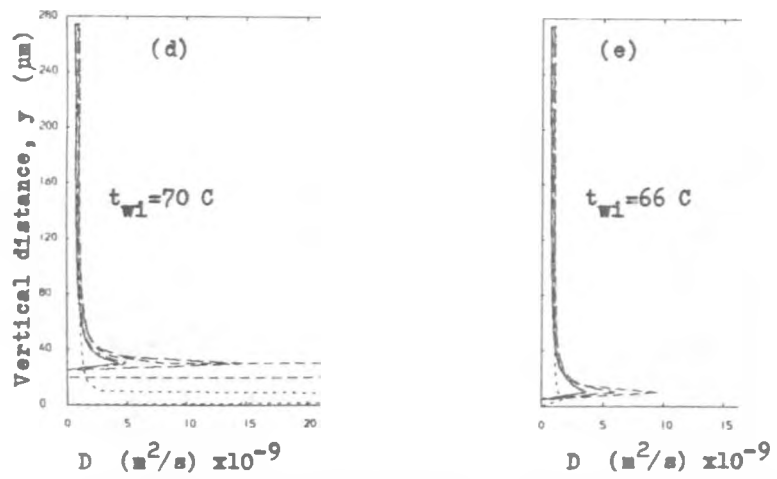 280
240
200
160
120
80
40
0
Vertical distance, y (µm)
(d)
t_wi=70 C
0 5 10 15 20
D (m²/s) x10⁻⁹
(e)
t_wi=66 C
0 5 10 15
D (m²/s) x10⁻⁹